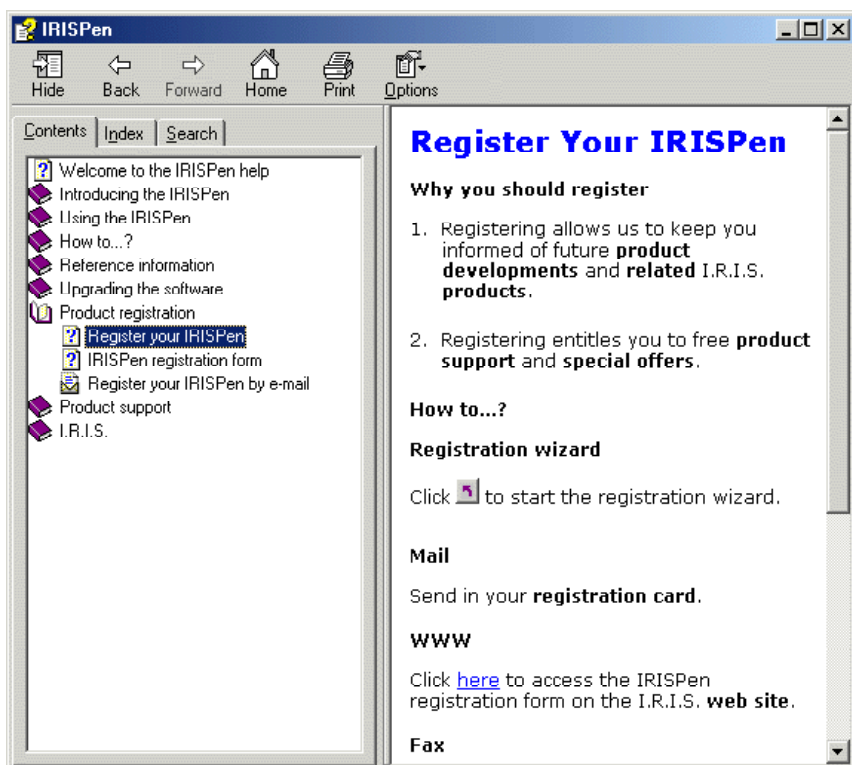 IRISPen
Hide Back Forward Home Print Options
Contents Index Search
Welcome to the IRISPen help
Introducing the IRISPen
Using the IRISPen
How to...?
Reference information
Upgrading the software
Product registration
Register your IRISPen
IRISPen registration form
Register your IRISPen by e-mail
Product support
I.R.I.S.
Register Your IRISPen
Why you should register
1. Registering allows us to keep you
informed of future product
developments and related I.R.I.S.
products.
2. Registering entitles you to free product
support and special offers.
How to...?
Registration wizard
Click to start the registration wizard.
Mail
Send in your registration card.
WWW
Click here to access the IRISPen
registration form on the I.R.I.S. web site.
Fax